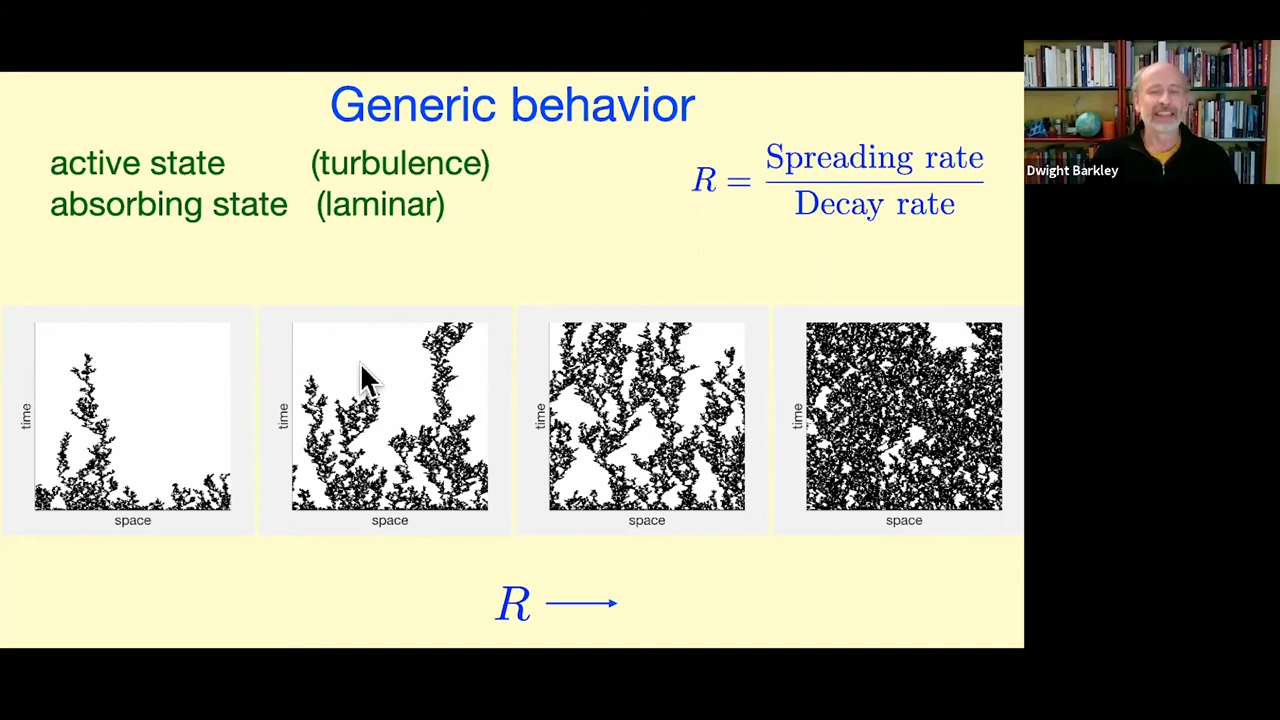 Generic behavior
active state (turbulence)
absorbing state (laminar)
R = Spreading rate / Decay rate
Dwight Barkley
time
space
time
space
time
space
time
space
R ⟶